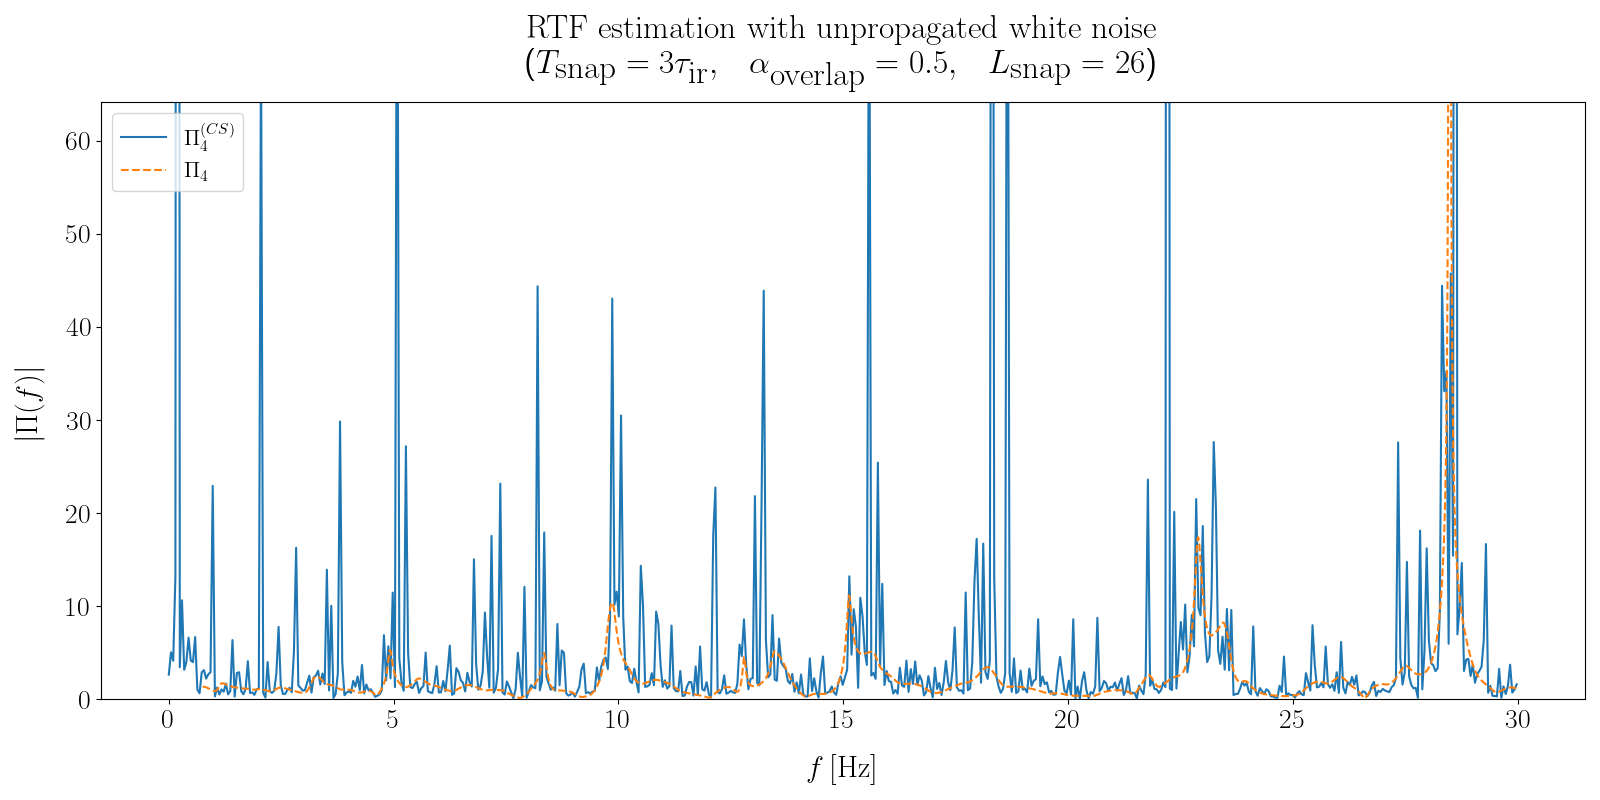 RTF estimation with unpropagated white noise
(T_snap = 3τ_ir, α_overlap = 0.5, L_snap = 26)
Π_4^(CS)
Π_4
60
50
40
30
20
10
0
|Π(f)|
0 5 10 15 20 25 30
f [Hz]